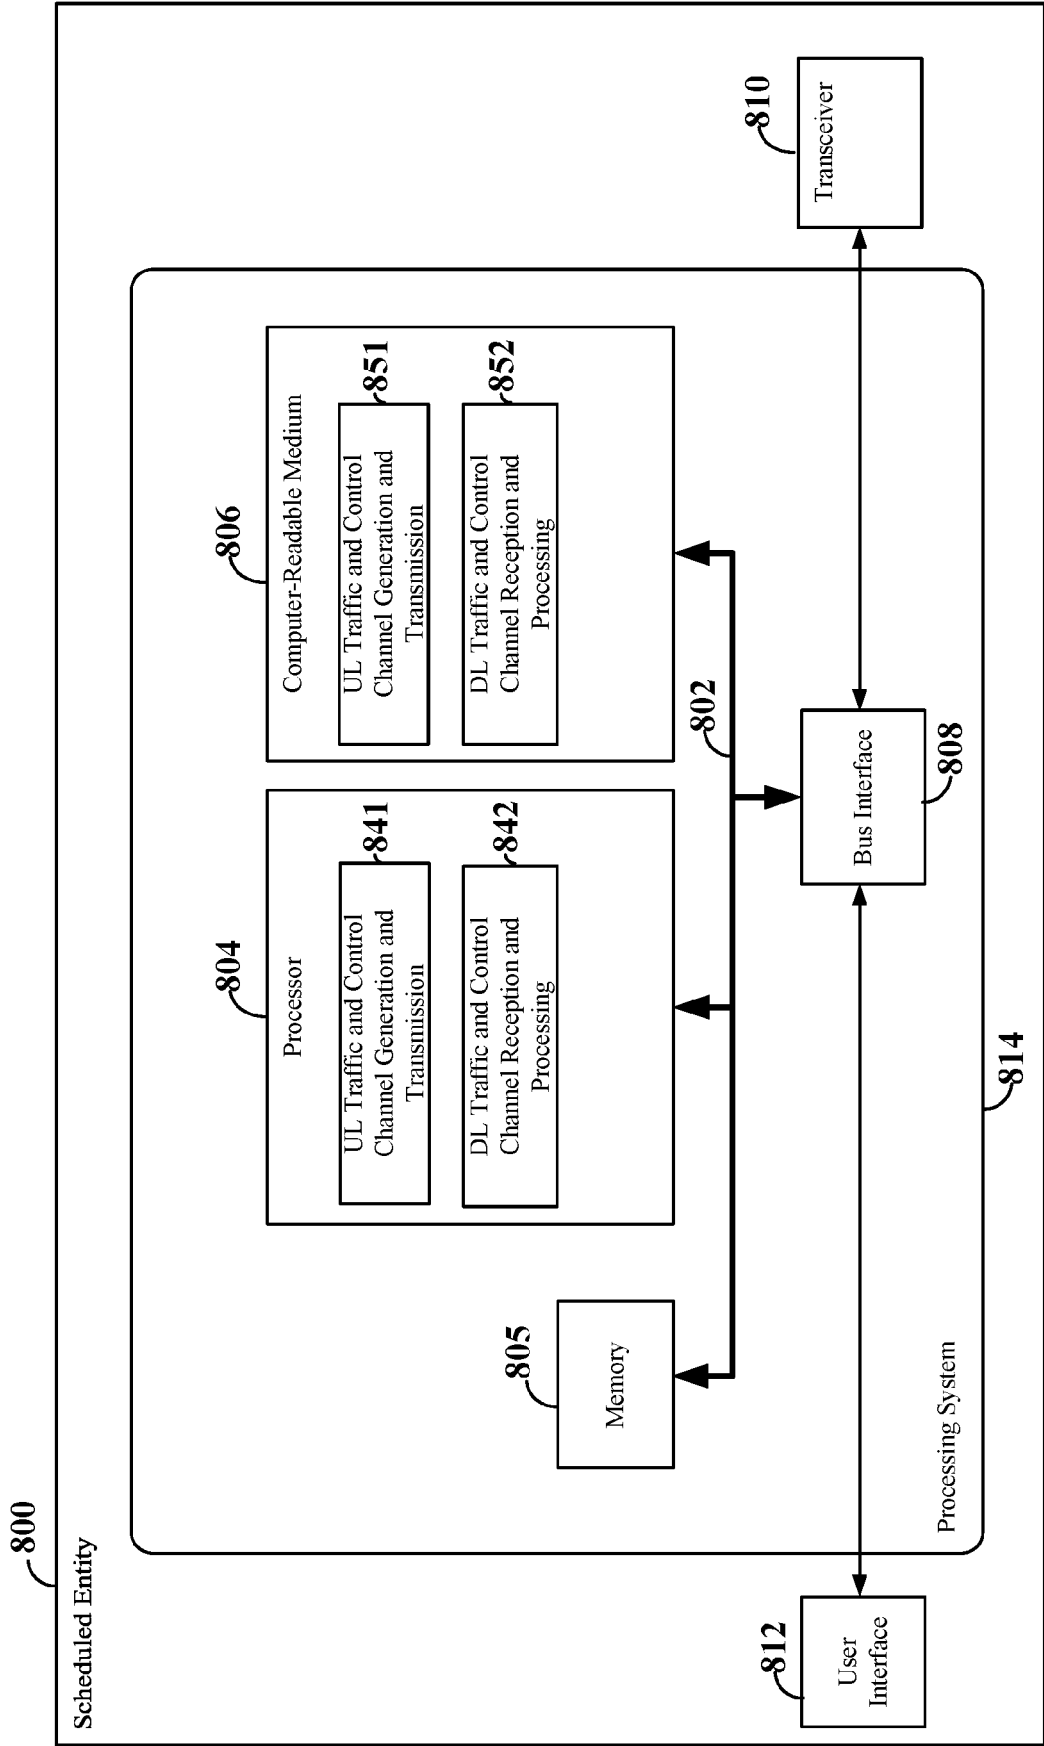 800
Scheduled Entity
804
Processor
841
UL Traffic and Control
Channel Generation and
Transmission
842
DL Traffic and Control
Channel Reception and
Processing
806
Computer-Readable Medium
851
UL Traffic and Control
Channel Generation and
Transmission
852
DL Traffic and Control
Channel Reception and
Processing
805
Memory
802
812
User
Interface
Bus Interface
808
810
Transceiver
Processing System
814